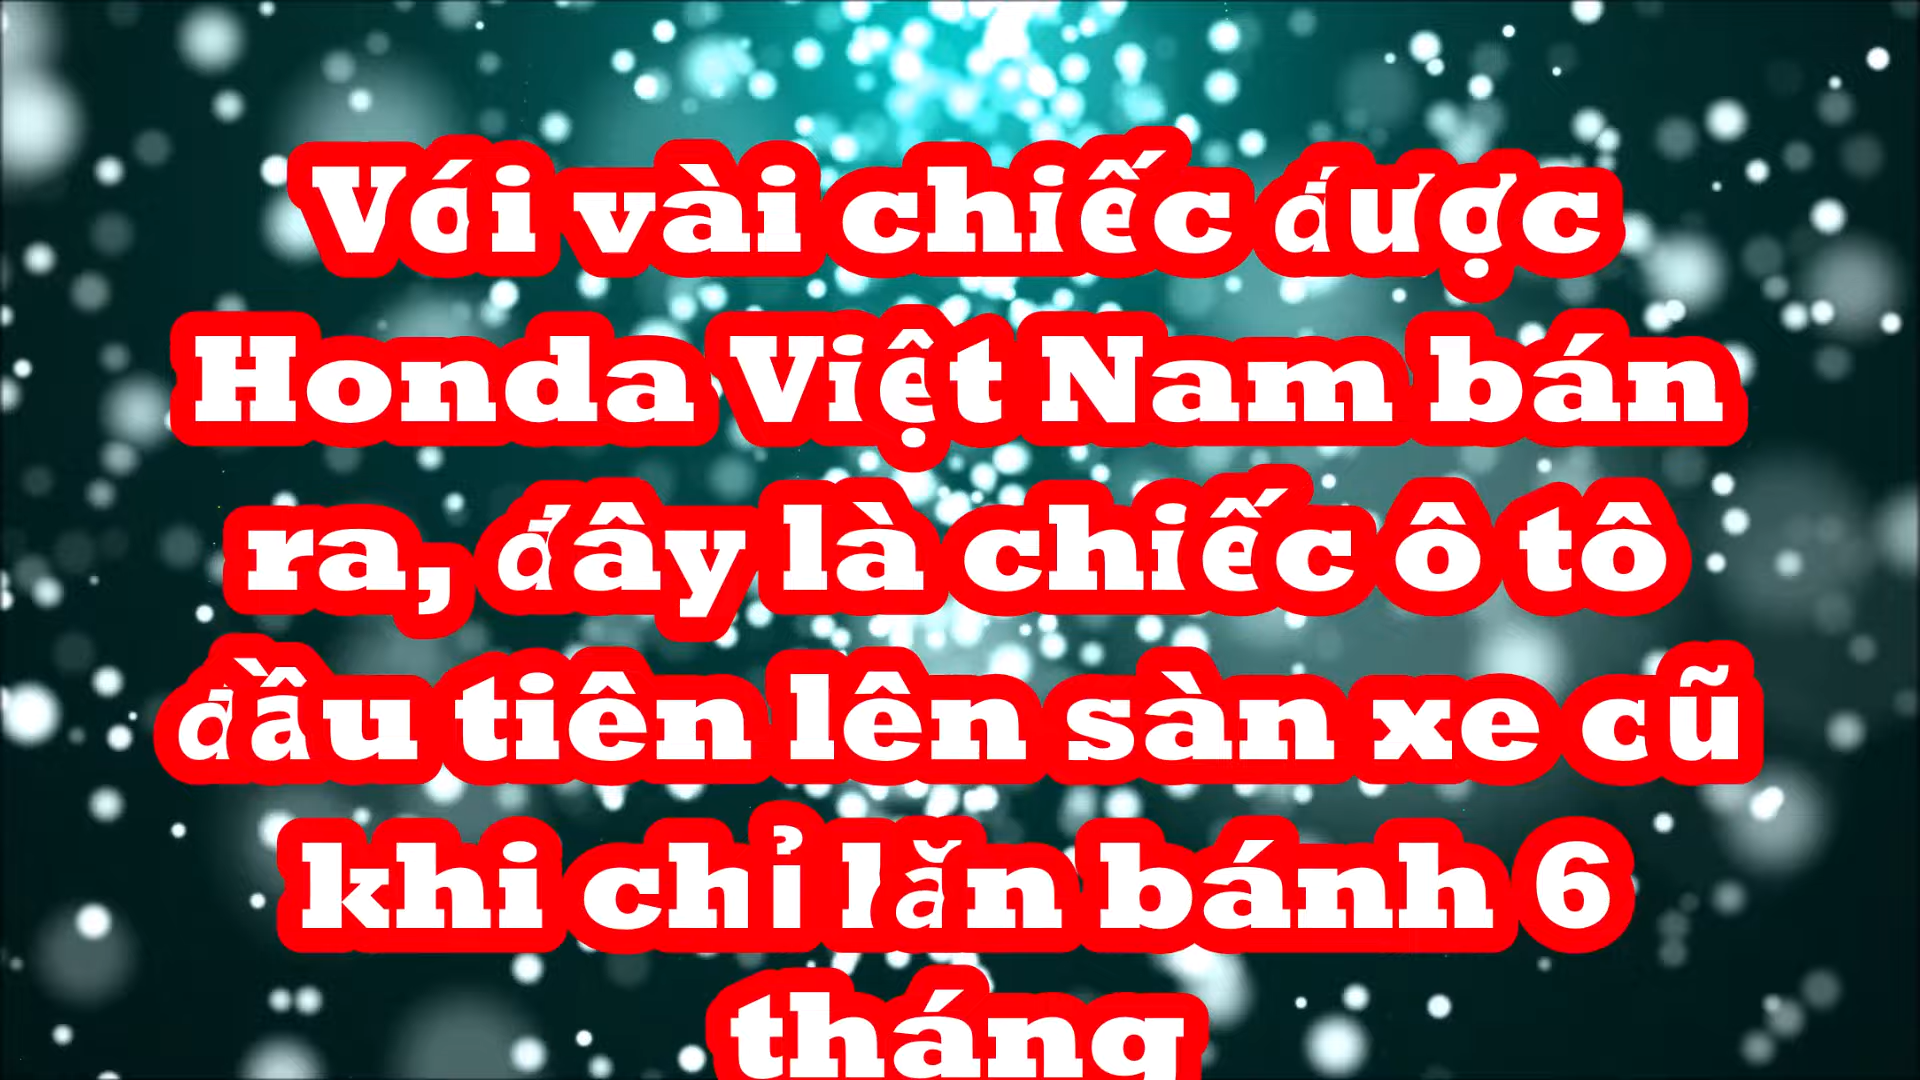 Với vài chiếc được
Honda Việt Nam bán
ra, đây là chiếc ô tô
đầu tiên lên sàn xe cũ
khi chỉ lăn bánh 6
tháng